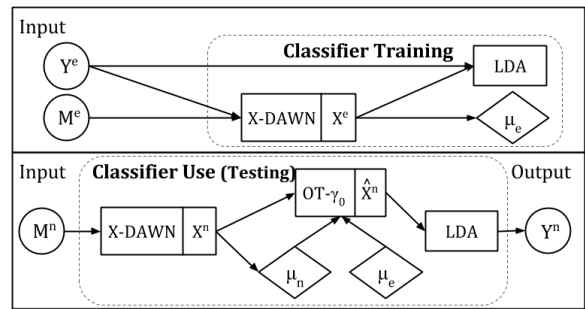 Input
Classifier Training
Yᵉ
LDA
Mᵉ
X-DAWN
Xᵉ
μₑ
Input
Classifier Use (Testing)
Output
OT-γ₀
X̂ⁿ
Mⁿ
X-DAWN
Xⁿ
LDA
Yⁿ
μₙ
μₑ